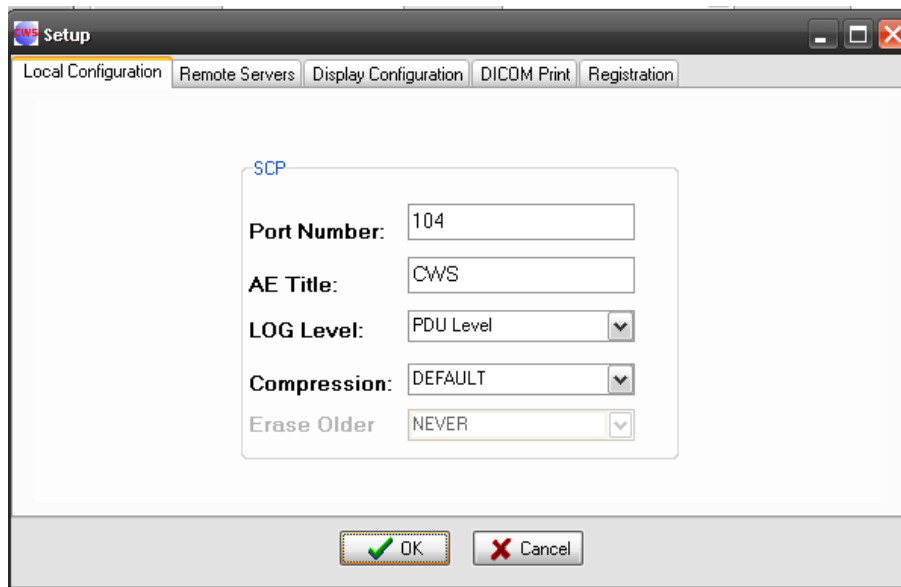 CWS Setup
Local Configuration Remote Servers Display Configuration DICOM Print Registration
SCP
Port Number: 104
AE Title: CWS
LOG Level: PDU Level
Compression: DEFAULT
Erase Older NEVER
OK Cancel